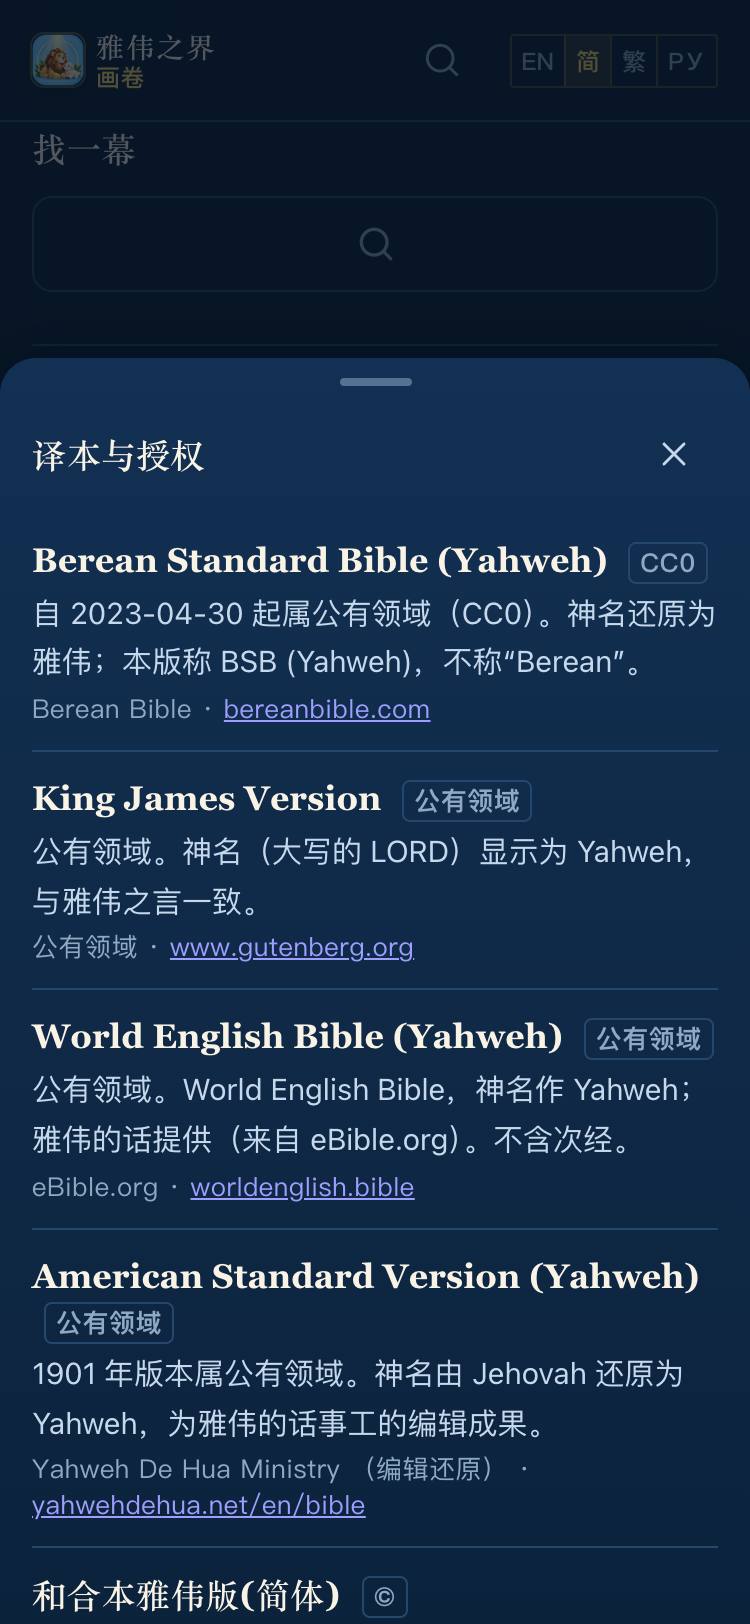 雅伟之界
画卷
EN 简 繁 РУ
找一幕
译本与授权
Berean Standard Bible (Yahweh) CC0
自 2023-04-30 起属公有领域（CC0）。神名还原为
雅伟；本版称 BSB (Yahweh)，不称“Berean”。
Berean Bible · bereanbible.com
King James Version 公有领域
公有领域。神名（大写的 LORD）显示为 Yahweh，
与雅伟之言一致。
公有领域 · www.gutenberg.org
World English Bible (Yahweh) 公有领域
公有领域。World English Bible，神名作 Yahweh；
雅伟的话提供（来自 eBible.org）。不含次经。
eBible.org · worldenglish.bible
American Standard Version (Yahweh)
公有领域
1901 年版本属公有领域。神名由 Jehovah 还原为
Yahweh，为雅伟的话事工的编辑成果。
Yahweh De Hua Ministry （编辑还原） ·
yahwehdehua.net/en/bible
和合本雅伟版(简体) ©